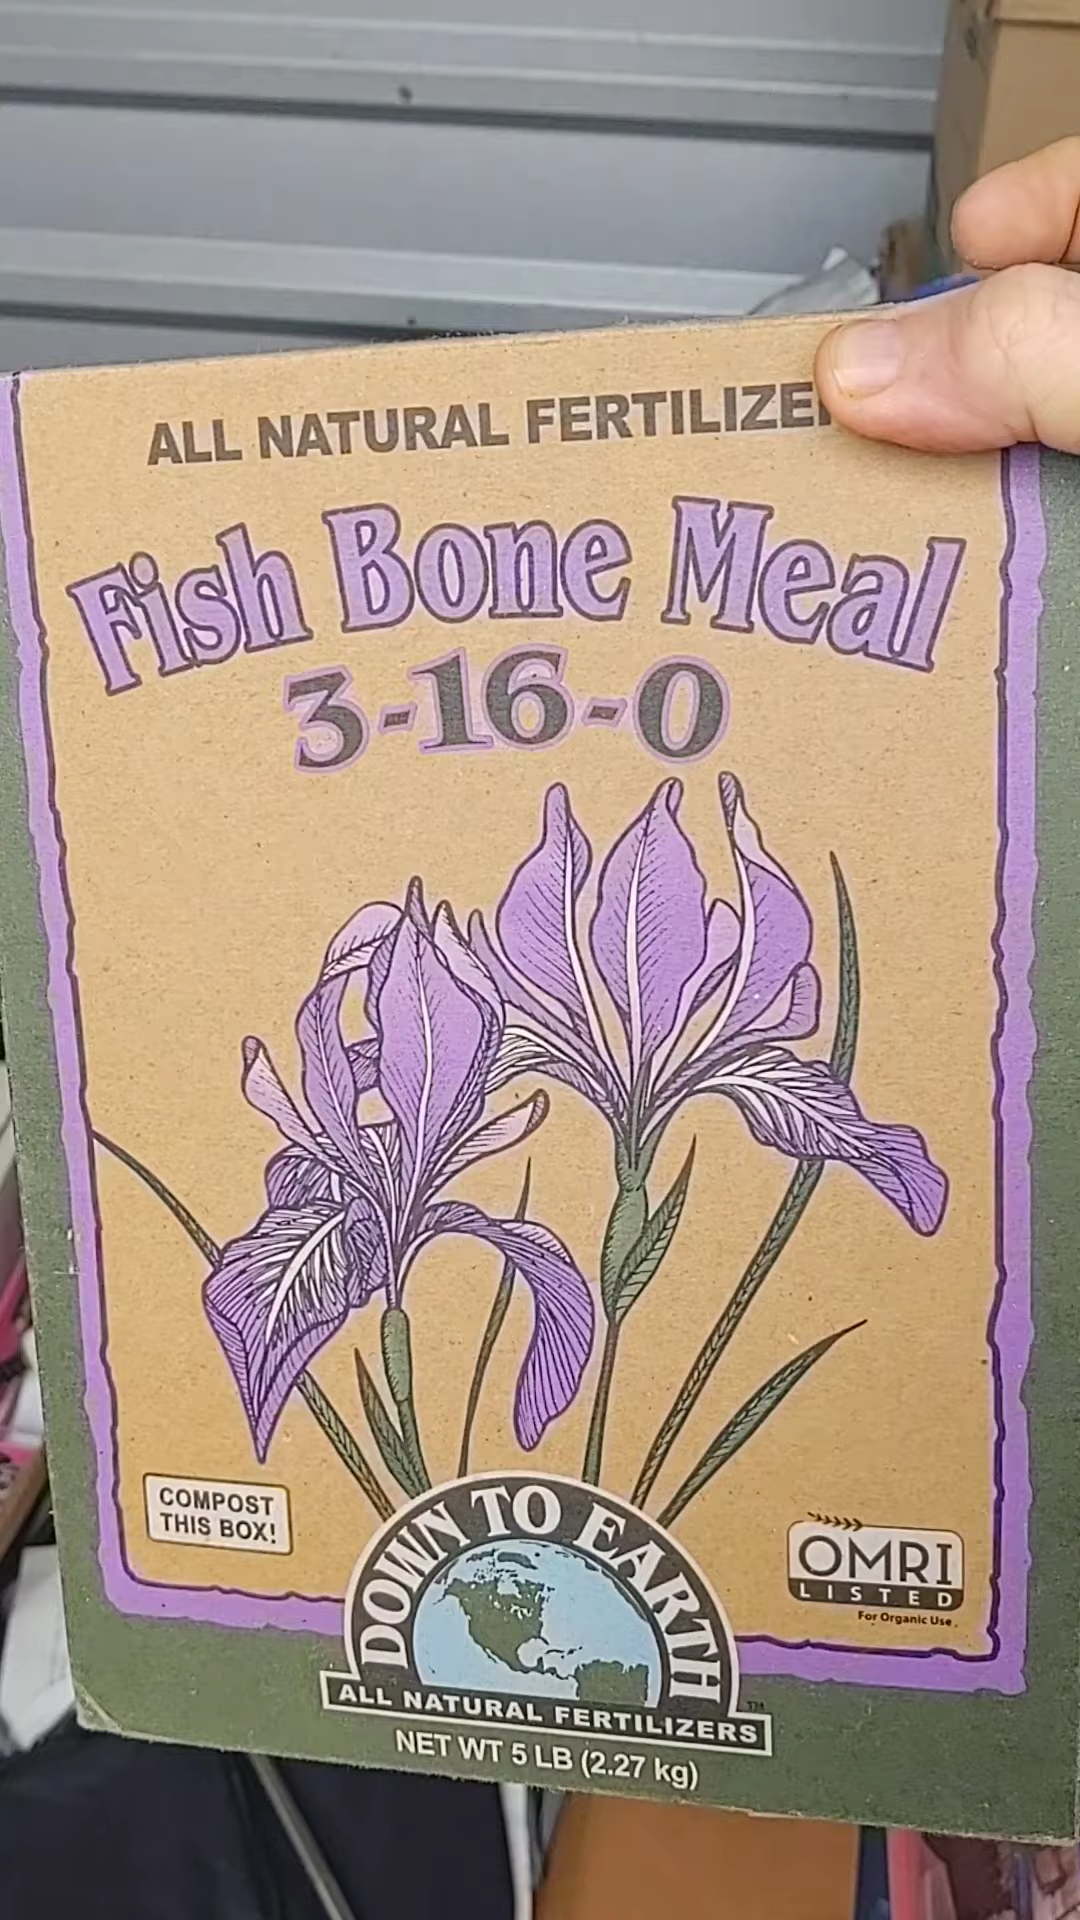 ALL NATURAL FERTILIZER
Fish Bone Meal
3-16-0
COMPOST
THIS BOX!
OMRI
LISTED
For Organic Use
DOWN TO EARTH
TM
ALL NATURAL FERTILIZERS
NET WT 5 LB (2.27 kg)